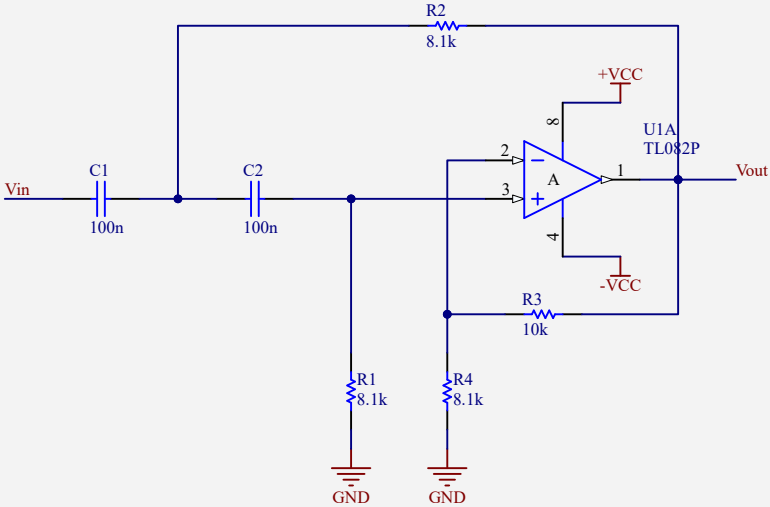 R2
8.1k
+VCC
8
U1A
TL082P
2
1
Vout
A
C1
C2
Vin
3
100n
100n
4
-VCC
R3
10k
R1
8.1k
R4
8.1k
GND
GND